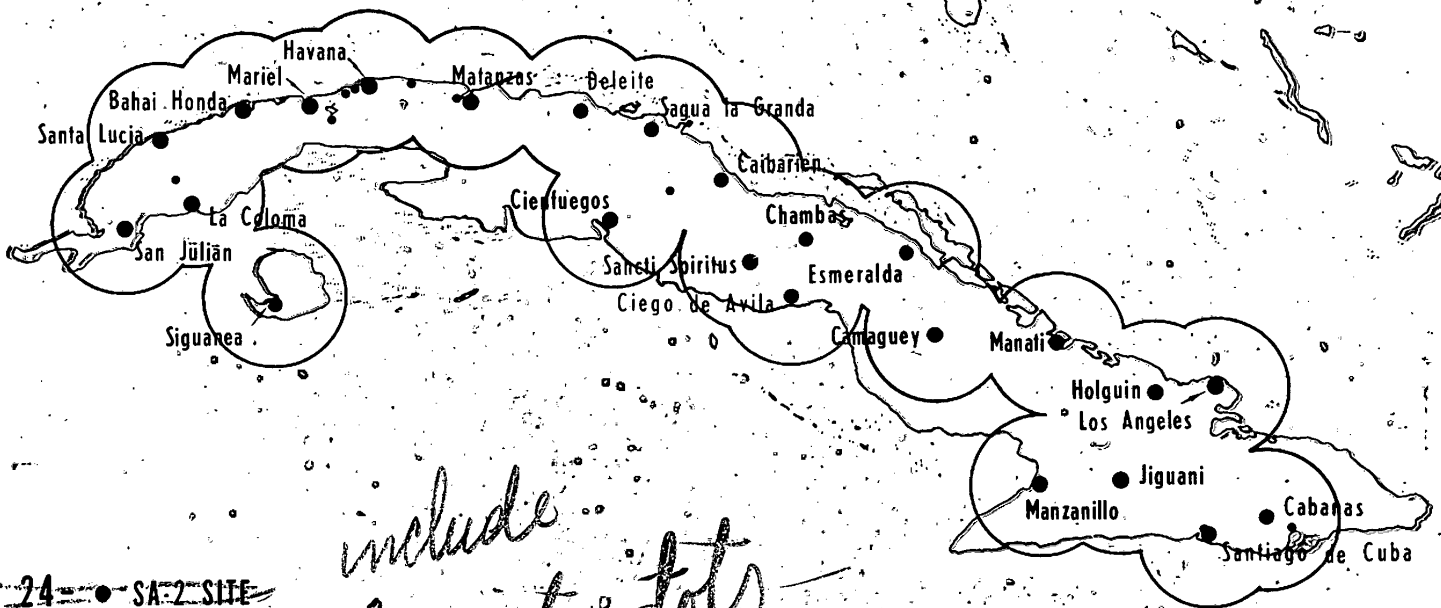 Havana
Mariel
Matanzas
Deleite
Bahai Honda
Sagua la Granda
Santa Lucia
Caibarien
Cienfuegos
La Coloma
Chambas
San Julian
Sancti Spiritus
Esmeralda
Ciego de Avila
Siguanea
Camaguey
Manati
Holguin
Los Angeles
Jiguani
Manzanillo
Cabanas
Santiago de Cuba
include
dots
24 - ● SA-2 SITE